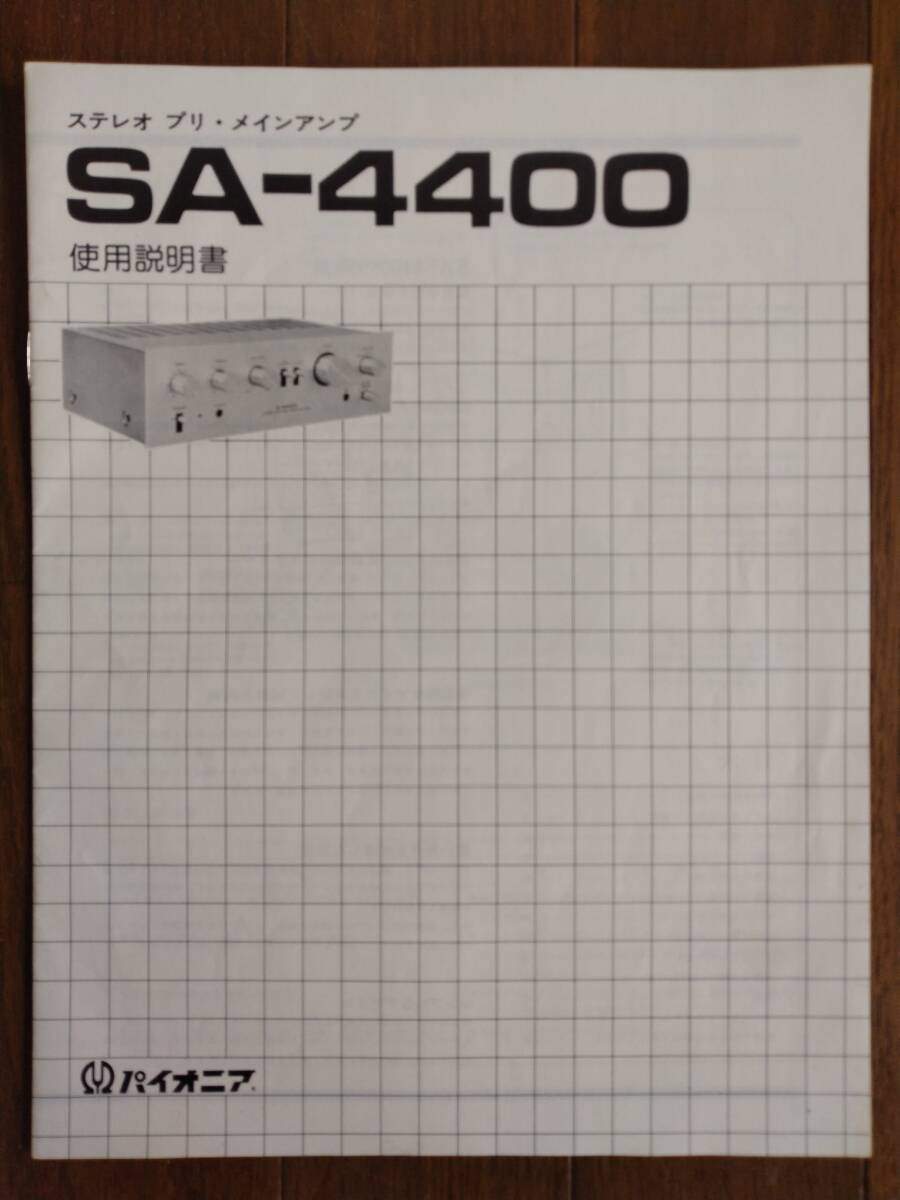 ステレオ プリ・メインアンプ
SA-4400
使用説明書
パイオニア